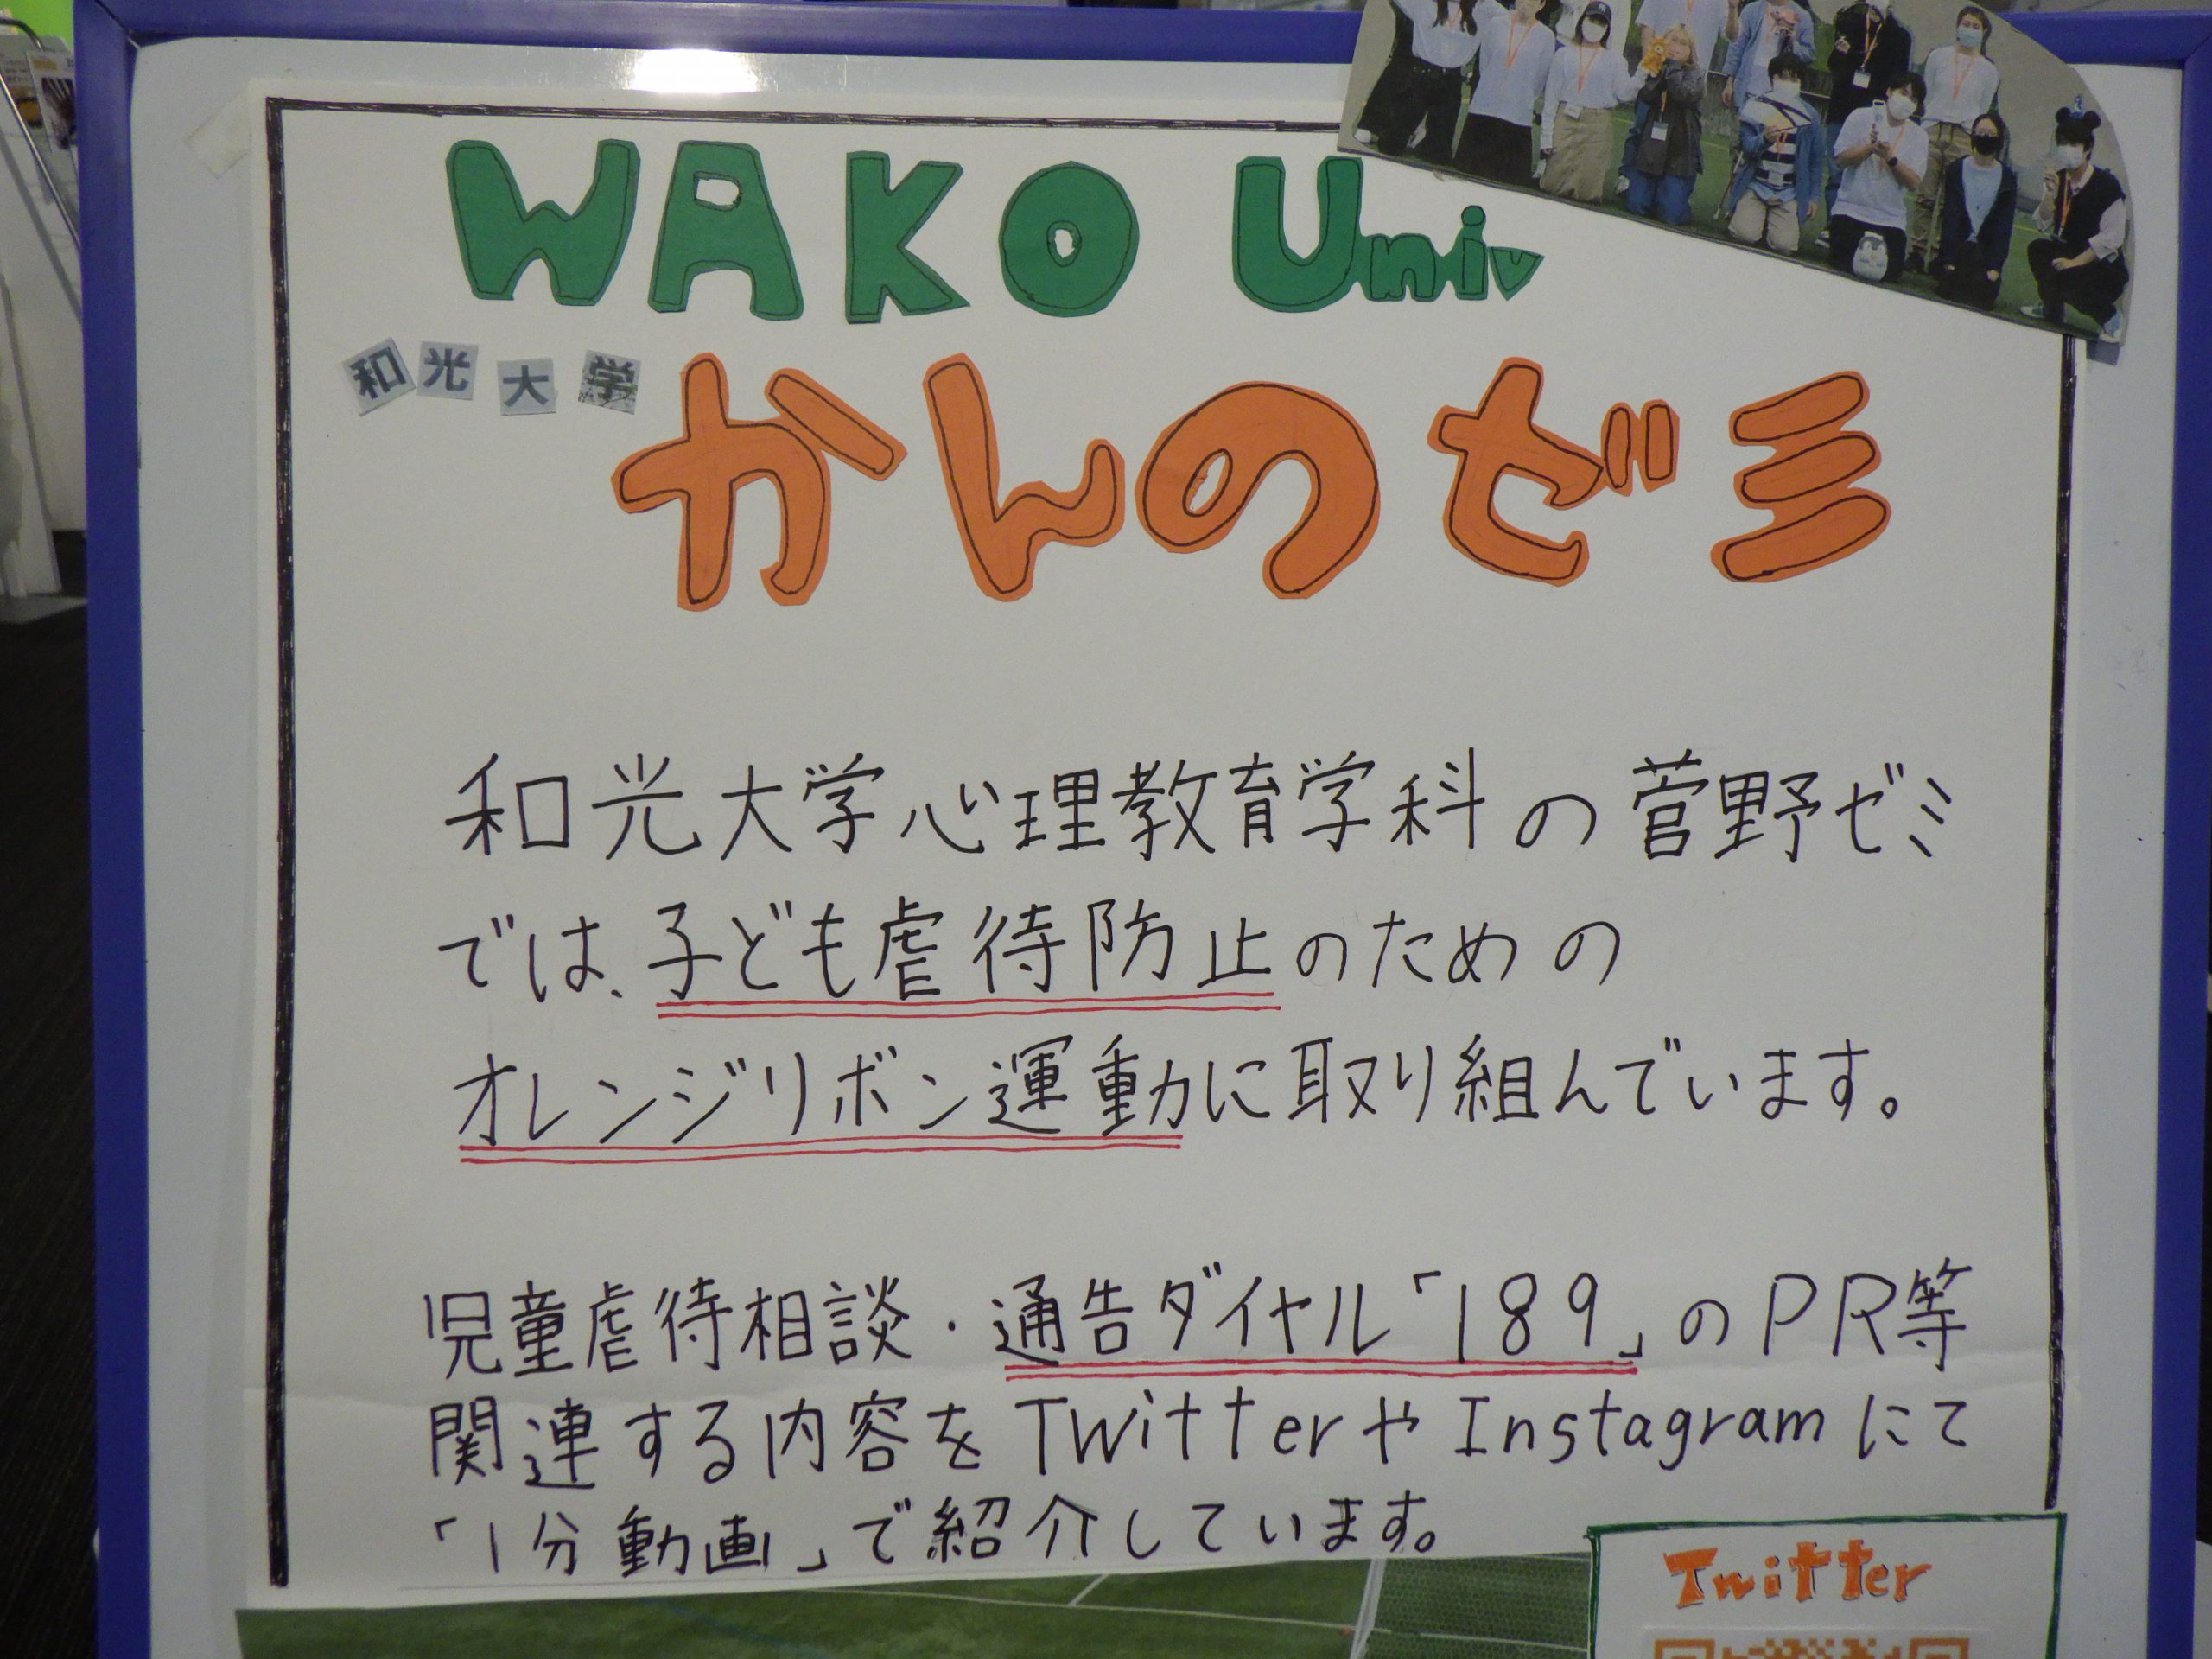 WAKO Univ
和光大学
かんのゼミ
和光大学心理教育学科の菅野ゼミ
では、子ども虐待防止のための
オレンジリボン運動に取り組んでいます。
児童虐待相談・通告ダイヤル「189」のPR等
関連する内容をTwitterやInstagramにて
「1分動画」で紹介しています。
Twitter